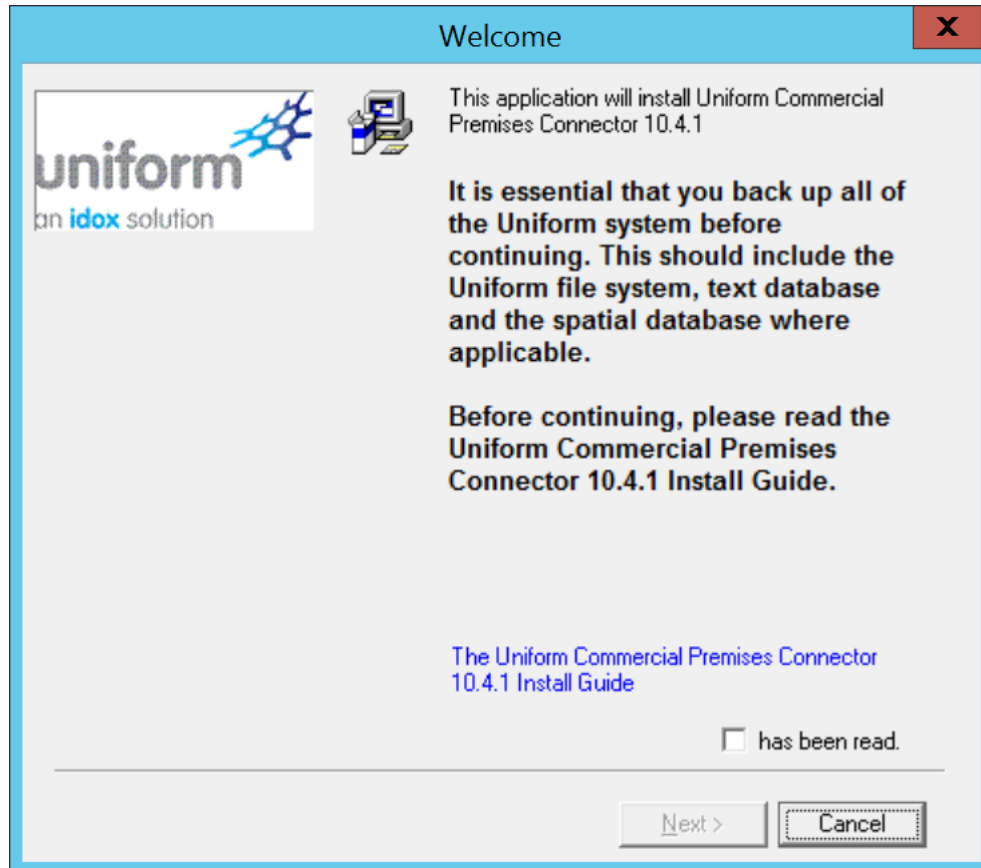 Welcome
X
uniform
an idox solution
This application will install Uniform Commercial
Premises Connector 10.4.1
It is essential that you back up all of
the Uniform system before
continuing. This should include the
Uniform file system, text database
and the spatial database where
applicable.
Before continuing, please read the
Uniform Commercial Premises
Connector 10.4.1 Install Guide.
The Uniform Commercial Premises Connector
10.4.1 Install Guide
has been read.
Next >
Cancel